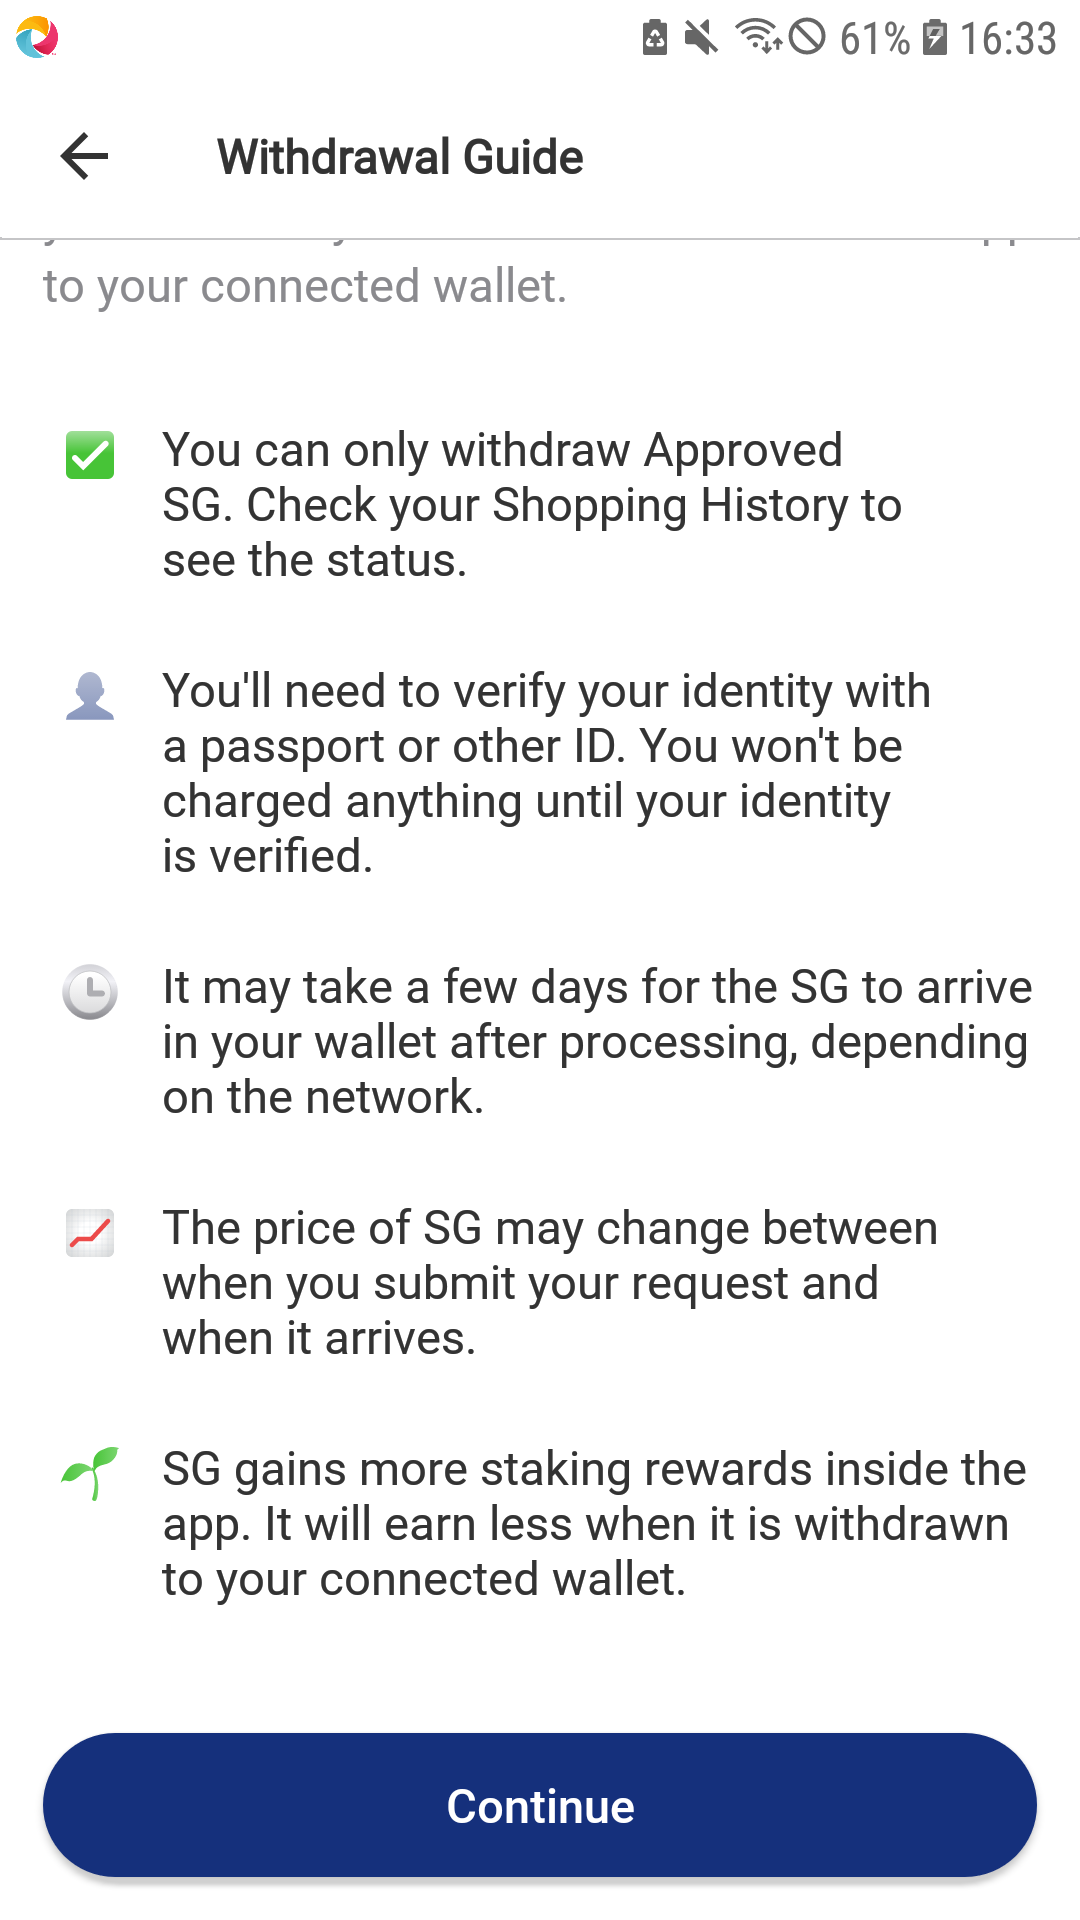 61% 16:33
Withdrawal Guide
to your connected wallet.
You can only withdraw Approved
SG. Check your Shopping History to
see the status.
You'll need to verify your identity with
a passport or other ID. You won't be
charged anything until your identity
is verified.
It may take a few days for the SG to arrive
in your wallet after processing, depending
on the network.
The price of SG may change between
when you submit your request and
when it arrives.
SG gains more staking rewards inside the
app. It will earn less when it is withdrawn
to your connected wallet.
Continue